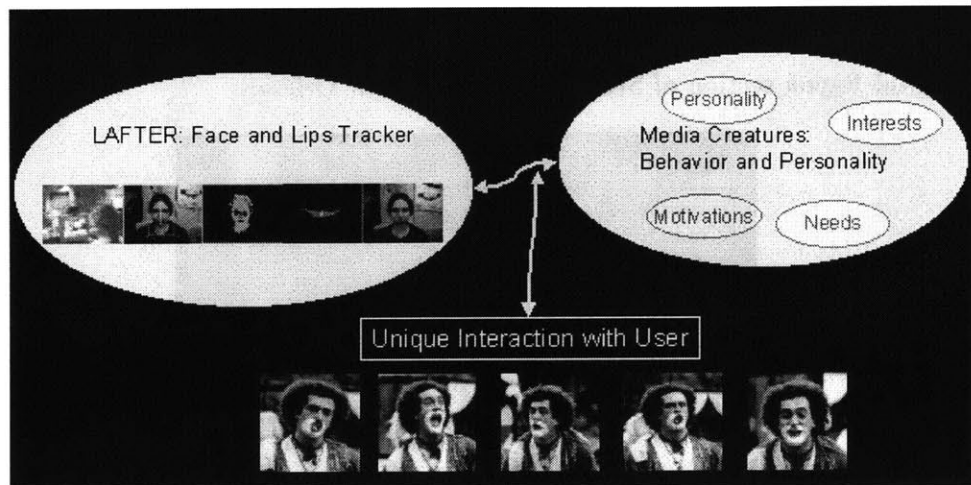 LAFTER: Face and Lips Tracker
Personality
Interests
Media Creatures:
Behavior and Personality
Motivations
Needs
Unique Interaction with User